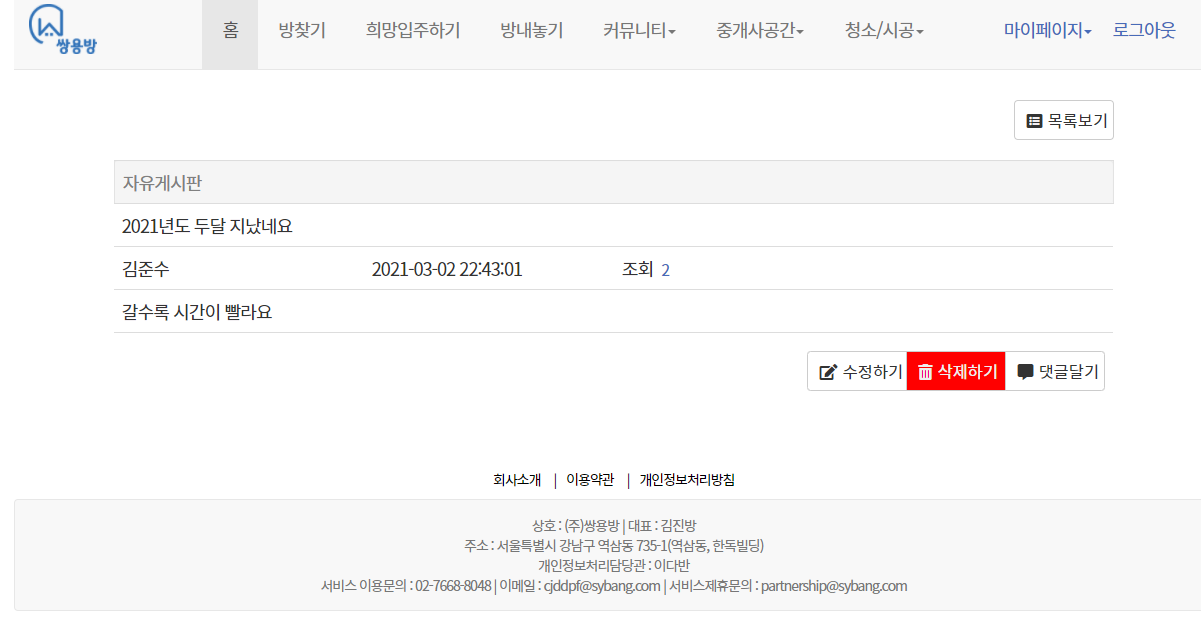 쌍용방
홈 방찾기 희망입주하기 방내놓기 커뮤니티 중개사공간 청소/시공 마이페이지 로그아웃
목록보기
자유게시판
2021년도 두달 지났네요
김준수 2021-03-02 22:43:01 조회 2
갈수록 시간이 빨라요
수정하기 삭제하기 댓글달기
회사소개 | 이용약관 | 개인정보처리방침
상호 : (주)쌍용방 | 대표 : 김진방
주소 : 서울특별시 강남구 역삼동 735-1(역삼동, 한독빌딩)
개인정보처리담당관 : 이다반
서비스 이용문의 : 02-7668-8048 | 이메일 : cjddpf@sybang.com | 서비스제휴문의 : partnership@sybang.com